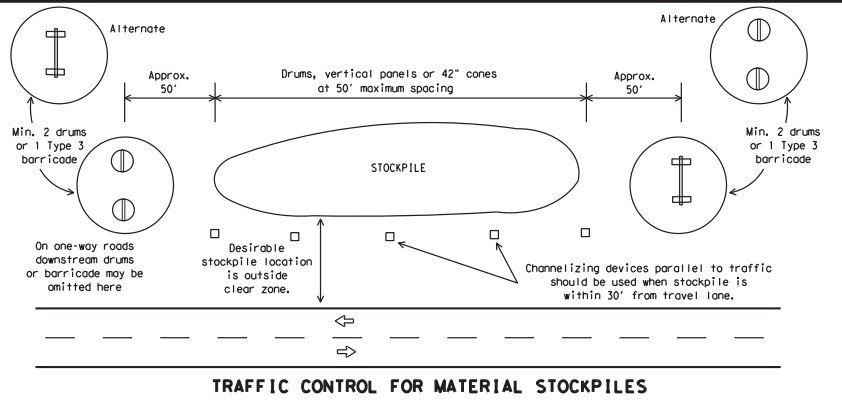 Alternate
Alternate
Approx.
50'
Drums, vertical panels or 42" cones
at 50' maximum spacing
Approx.
50'
Min. 2 drums
or 1 Type 3
barricade
STOCKPILE
Min. 2 drums
or 1 Type 3
barricade
On one-way roads
downstream drums
or barricade may be
omitted here
Desirable
stockpile location
is outside
clear zone.
Channelizing devices parallel to traffic
should be used when stockpile is
within 30' from travel lane.
TRAFFIC CONTROL FOR MATERIAL STOCKPILES